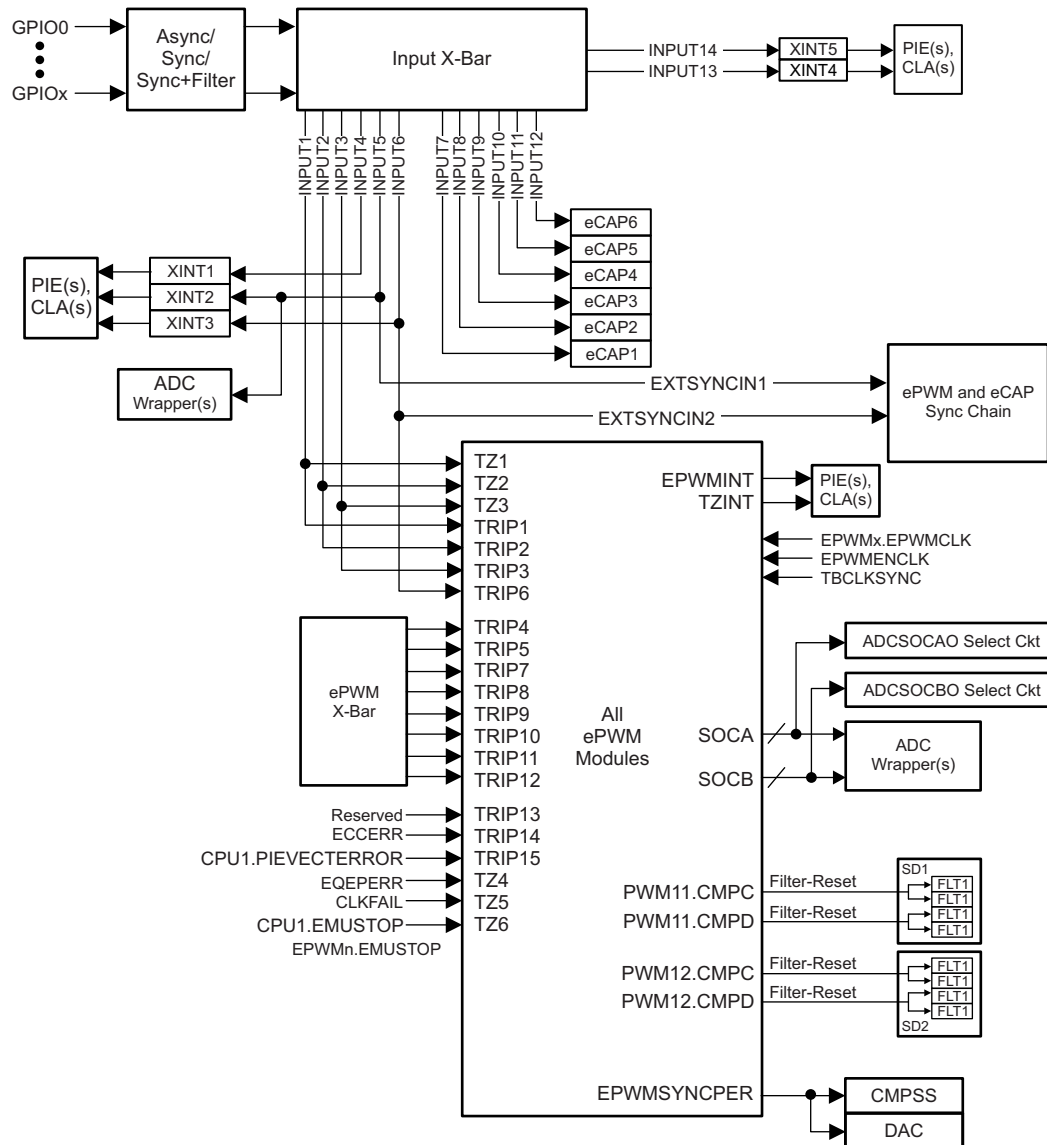 GPIO0
GPIOx
Async/
Sync/
Sync+Filter
Input X-Bar
INPUT14
INPUT13
XINT5
XINT4
PIE(s),
CLA(s)
INPUT1
INPUT2
INPUT3
INPUT4
INPUT5
INPUT6
INPUT7
INPUT8
INPUT9
INPUT10
INPUT11
INPUT12
eCAP6
eCAP5
eCAP4
eCAP3
eCAP2
eCAP1
PIE(s),
CLA(s)
XINT1
XINT2
XINT3
ADC
Wrapper(s)
EXTSYNCIN1
EXTSYNCIN2
ePWM and eCAP
Sync Chain
TZ1
TZ2
TZ3
TRIP1
TRIP2
TRIP3
TRIP6
EPWMINT
TZINT
PIE(s),
CLA(s)
EPWMx.EPWMCLK
EPWMENCLK
TBCLKSYNC
ePWM
X-Bar
TRIP4
TRIP5
TRIP7
TRIP8
TRIP9
TRIP10
TRIP11
TRIP12
All
ePWM
Modules
SOCA
SOCB
ADCSOCAO Select Ckt
ADCSOCBO Select Ckt
ADC
Wrapper(s)
Reserved
ECCERR
CPU1.PIEVECTERROR
EQEPERR
CLKFAIL
CPU1.EMUSTOP
EPWMn.EMUSTOP
TRIP13
TRIP14
TRIP15
TZ4
TZ5
TZ6
PWM11.CMPC
Filter-Reset
PWM11.CMPD
Filter-Reset
SD1
FLT1
FLT1
FLT1
FLT1
PWM12.CMPC
Filter-Reset
PWM12.CMPD
Filter-Reset
FLT1
FLT1
FLT1
FLT1
SD2
EPWMSYNCPER
CMPSS
DAC